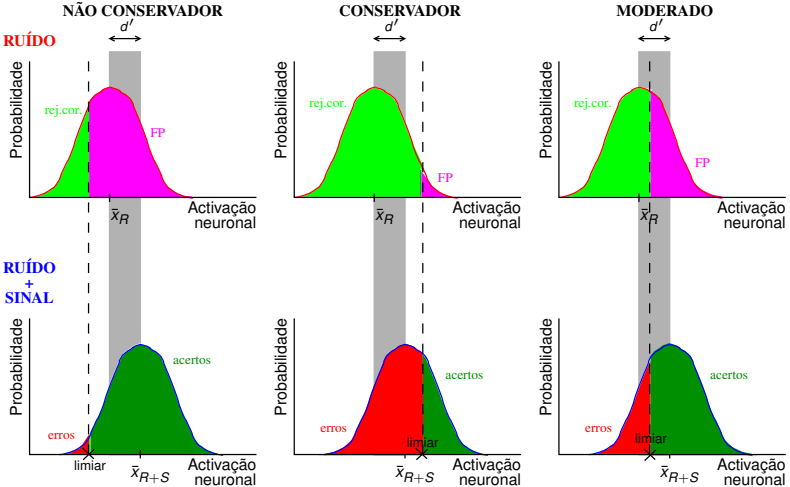 NÃO CONSERVADOR
CONSERVADOR
MODERADO
d′
d′
d′
RUÍDO
Probabilidade
rej.cor.
FP
x̄R
Activação
neuronal
Probabilidade
rej.cor.
FP
x̄R
Activação
neuronal
Probabilidade
rej.cor.
FP
x̄R
Activação
neuronal
RUÍDO
+
SINAL
Probabilidade
erros
acertos
limiar
x̄R+S
Activação
neuronal
Probabilidade
erros
acertos
limiar
x̄R+S
Activação
neuronal
Probabilidade
erros
acertos
limiar
x̄R+S
Activação
neuronal